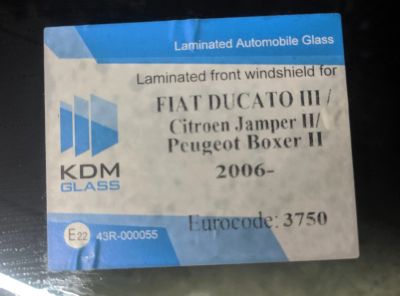 Laminated Automobile Glass
Laminated front windshield for
FIAT DUCATO III /
Citroen Jamper II/
Peugeot Boxer II
2006-
KDM
GLASS
Eurocode: 3750
E22 43R-000055